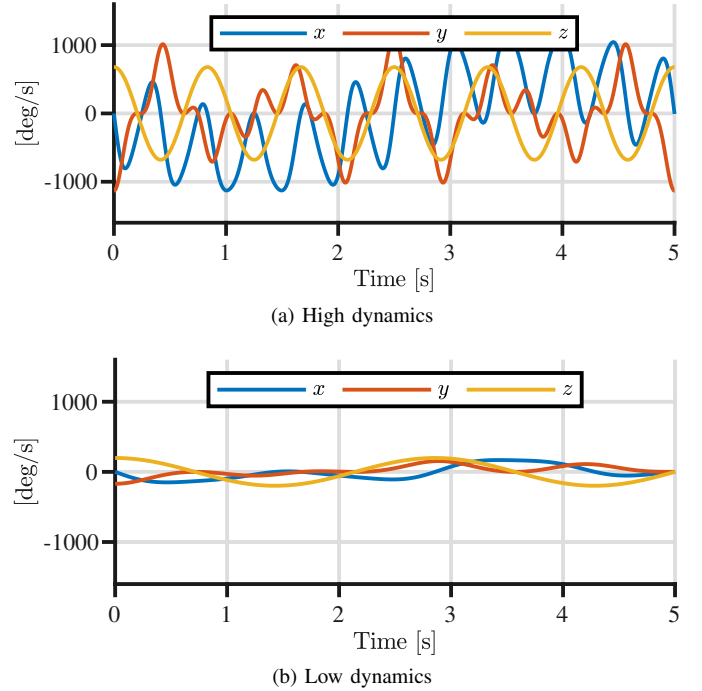 x y z
1000
0
-1000
[deg/s]
0 1 2 3 4 5
Time [s]
(a) High dynamics
x y z
1000
0
-1000
[deg/s]
0 1 2 3 4 5
Time [s]
(b) Low dynamics